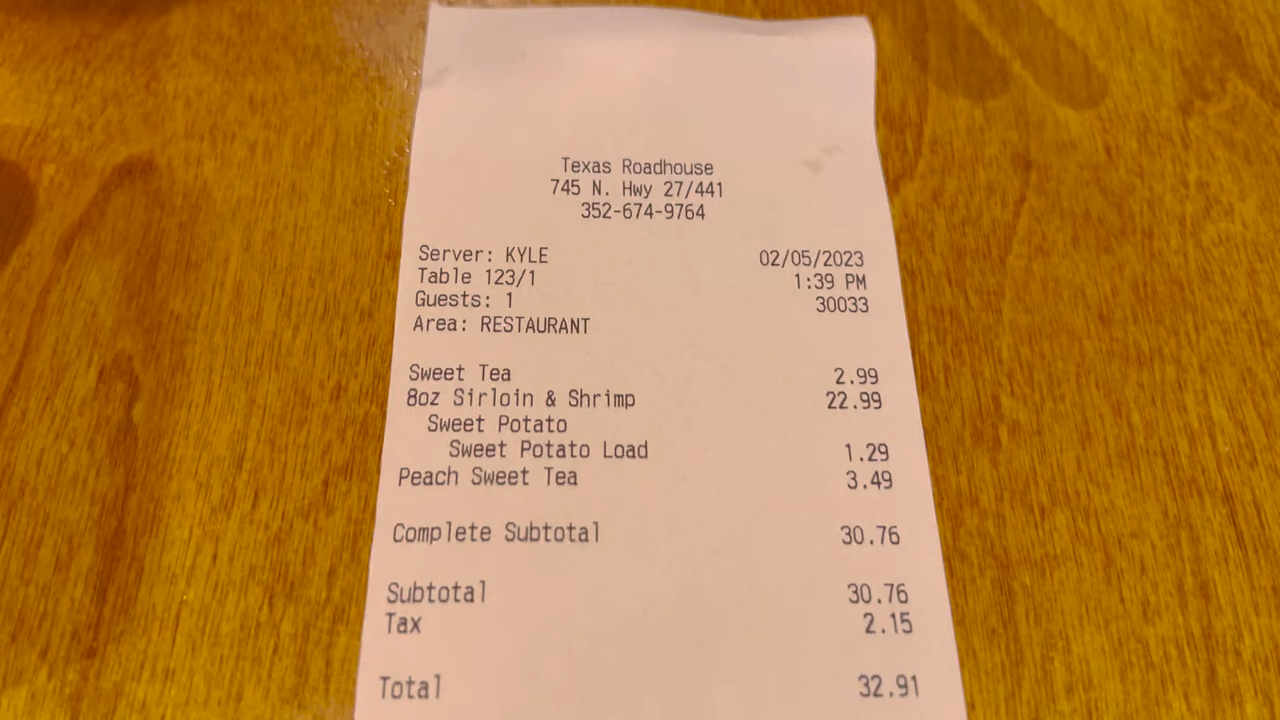 Texas Roadhouse
745 N. Hwy 27/441
352-674-9764
Server: KYLE 02/05/2023
Table 123/1 1:39 PM
Guests: 1 30033
Area: RESTAURANT
Sweet Tea 2.99
8oz Sirloin & Shrimp 22.99
Sweet Potato
Sweet Potato Load 1.29
Peach Sweet Tea 3.49
Complete Subtotal 30.76
Subtotal 30.76
Tax 2.15
Total 32.91